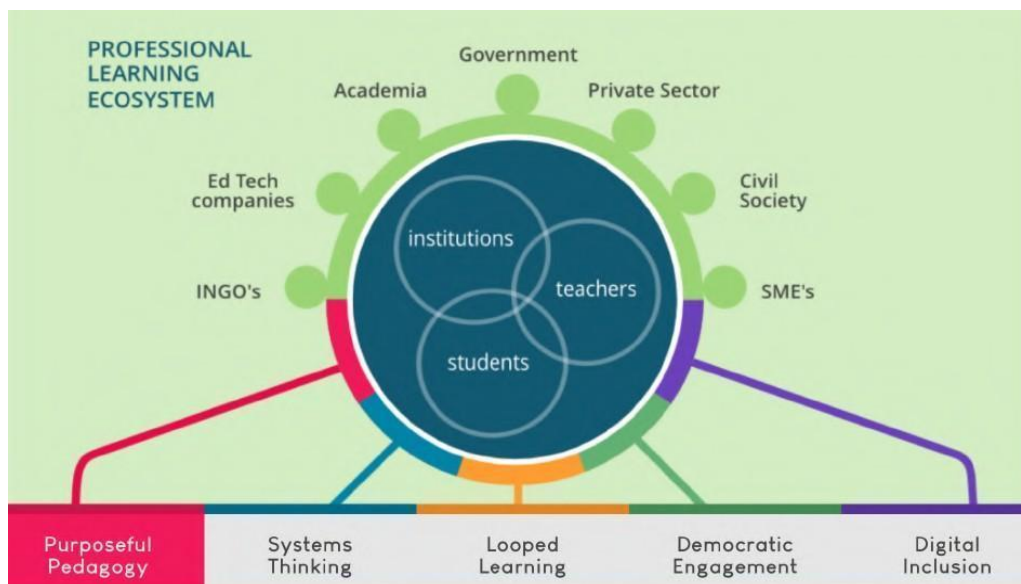 PROFESSIONAL
LEARNING
ECOSYSTEM
Government
Academia
Private Sector
Ed Tech
companies
Civil
Society
INGO's
SME's
institutions
teachers
students
Purposeful
Pedagogy
Systems
Thinking
Looped
Learning
Democratic
Engagement
Digital
Inclusion